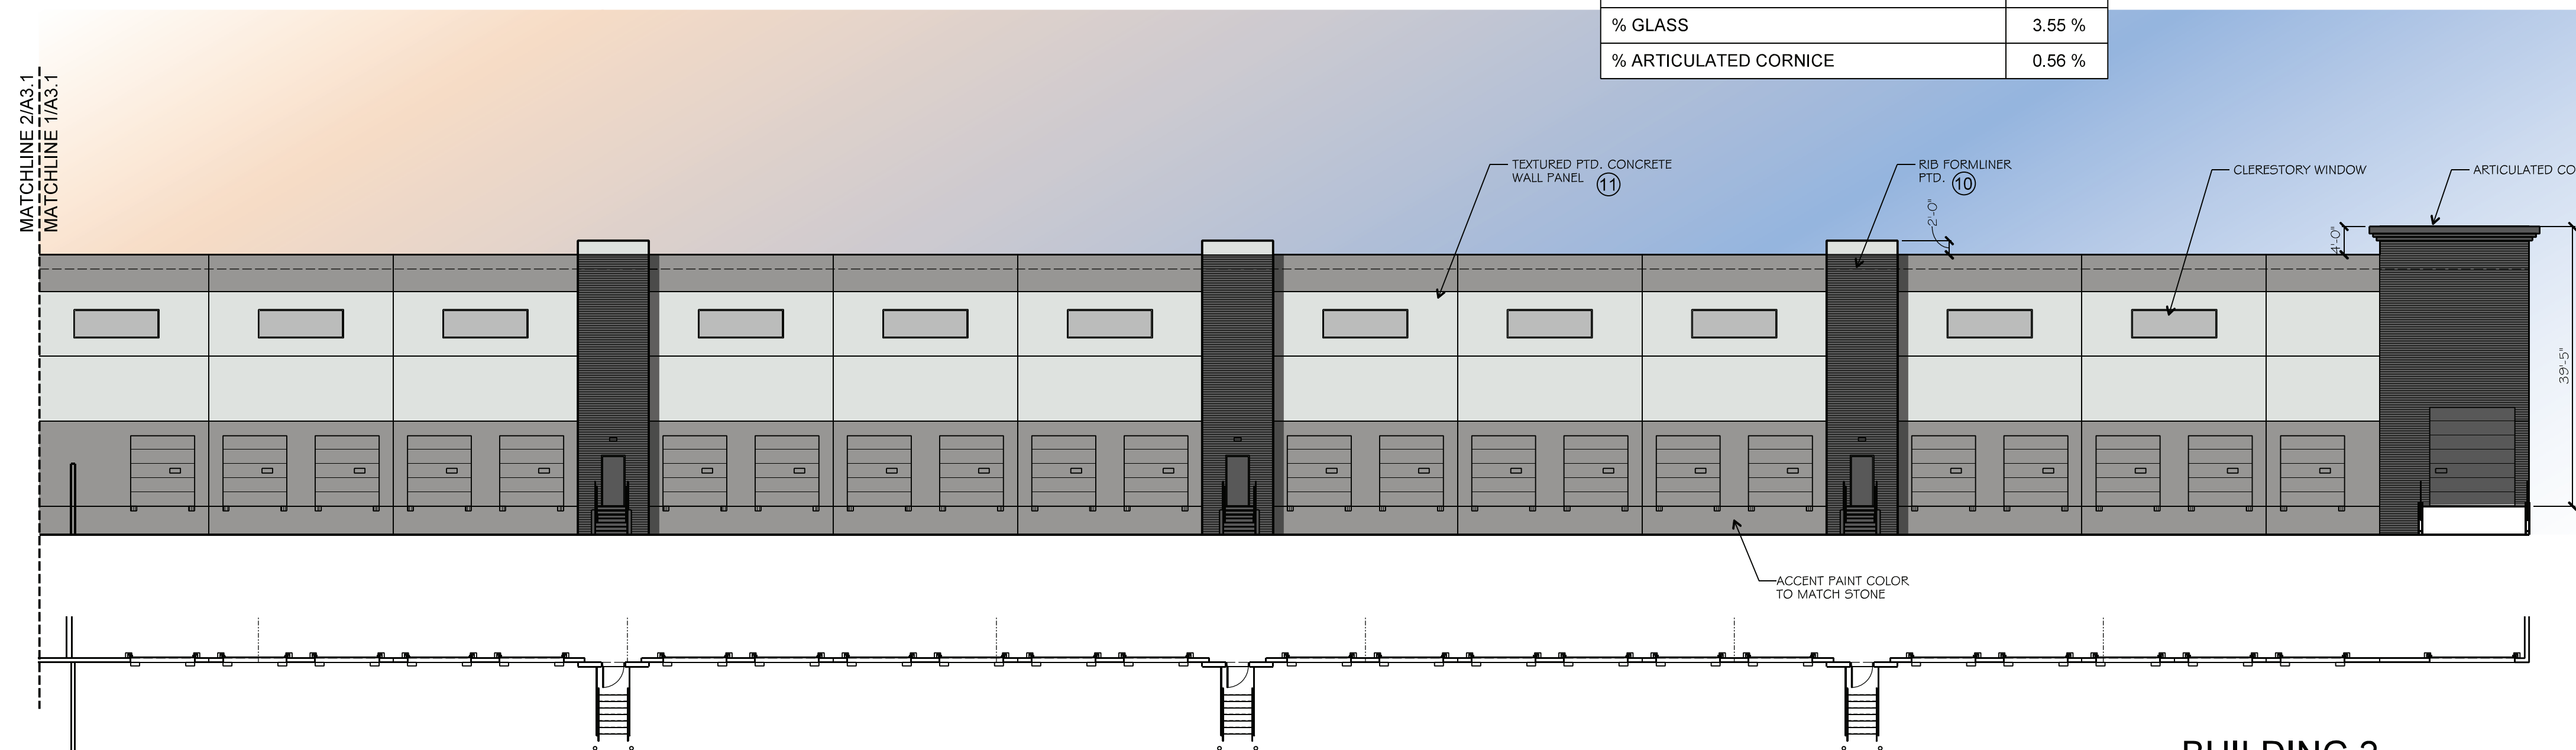 % GLASS 3.55 %
% ARTICULATED CORNICE 0.56 %
MATCHLINE 2/A3.1
MATCHLINE 1/A3.1
TEXTURED PTD. CONCRETE
WALL PANEL 11
RIB FORMLINER
PTD. 10
CLERESTORY WINDOW
ARTICULATED CO
2'-0"
4'-0"
39'-5"
ACCENT PAINT COLOR
TO MATCH STONE
BUILDING